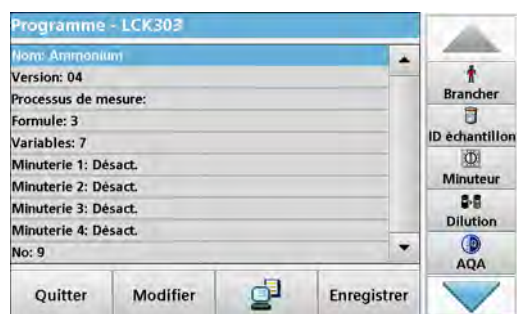 Programme - LCK303
Nom: Ammonium
Version: 04
Processus de mesure:
Formule: 3
Variables: 7
Minuterie 1: Désact.
Minuterie 2: Désact.
Minuterie 3: Désact.
Minuterie 4: Désact.
No: 9
Quitter
Modifier
Enregistrer
Brancher
ID èchantillon
Minuteur
Dilution
AQA